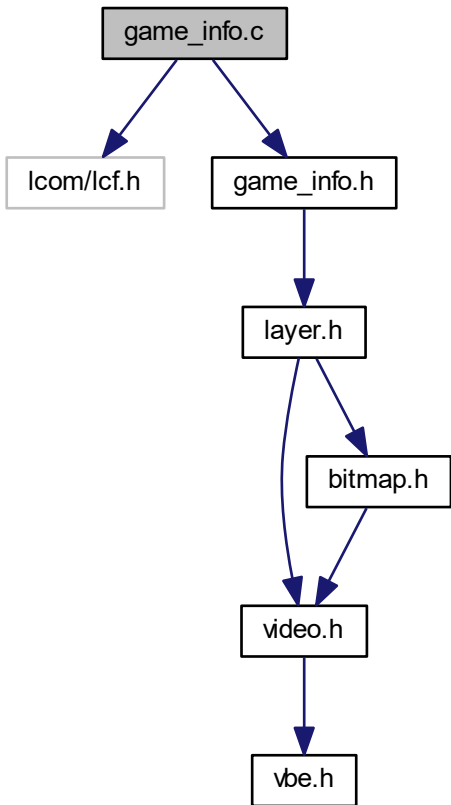 game_info.c
lcom/lcf.h
game_info.h
layer.h
bitmap.h
video.h
vbe.h